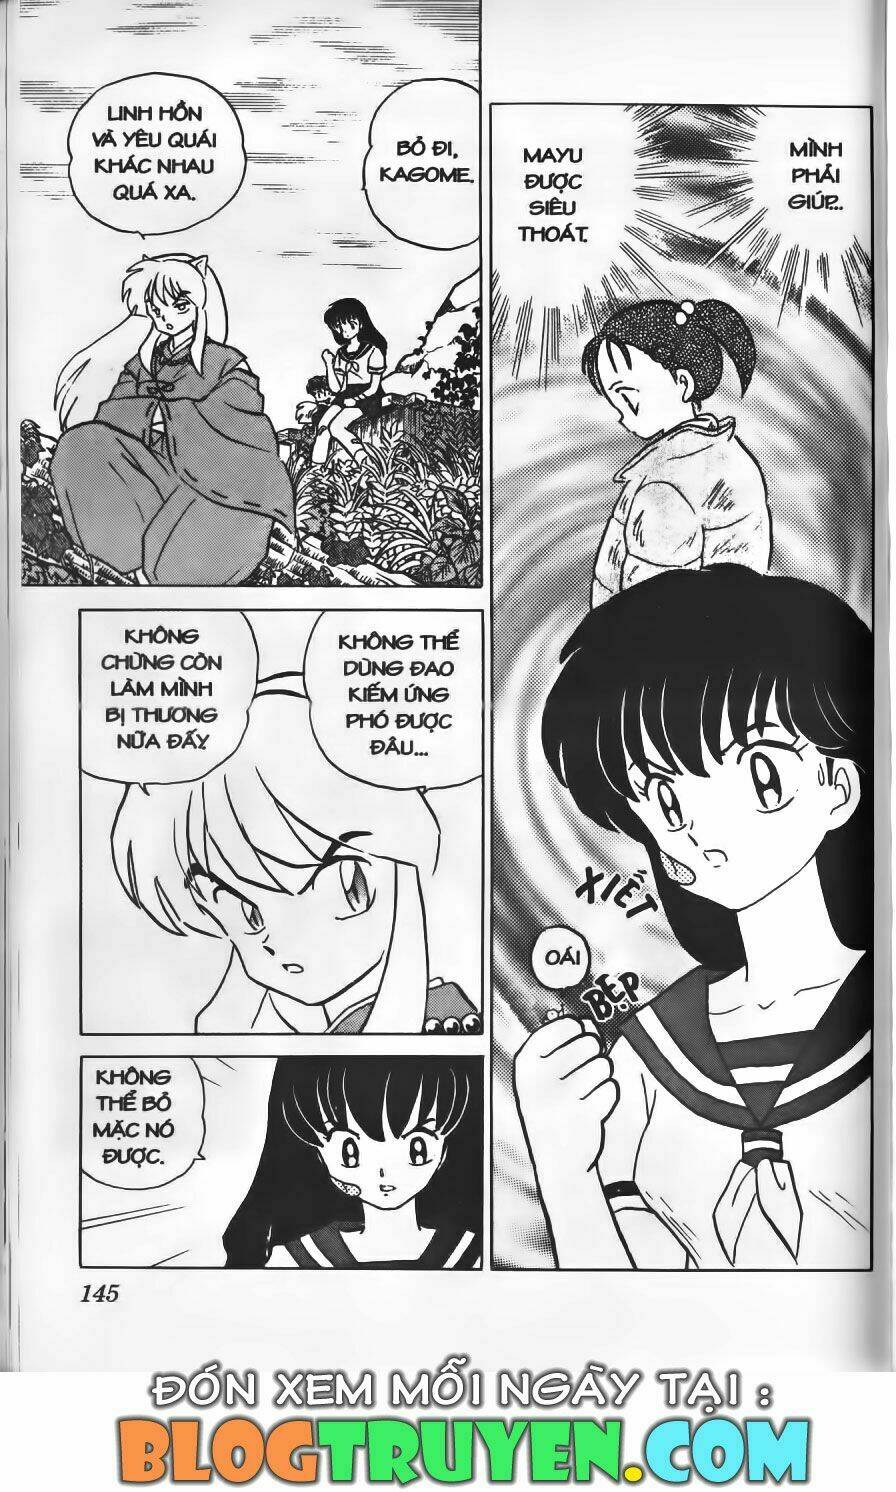 MÌNH
PHẢI
GIÚP...
MAYU
ĐƯỢC
SIÊU
THOÁT.
XIẾT
OÁI
BẸP
BỎ ĐI,
KAGOME.
LINH HỒN
VÀ YÊU QUÁI
KHÁC NHAU
QUÁ XA.
KHÔNG THỂ
DÙNG ĐAO
KIẾM ỨNG
PHÓ ĐƯỢC
ĐÂU...
KHÔNG
CHỪNG CÒN
LÀM MÌNH
BỊ THƯƠNG
NỮA ĐẤY.
KHÔNG
THỂ BỎ
MẶC NÓ
ĐƯỢC.
145
ĐÓN XEM MỖI NGÀY TẠI :
BLOGTRUYEN.COM